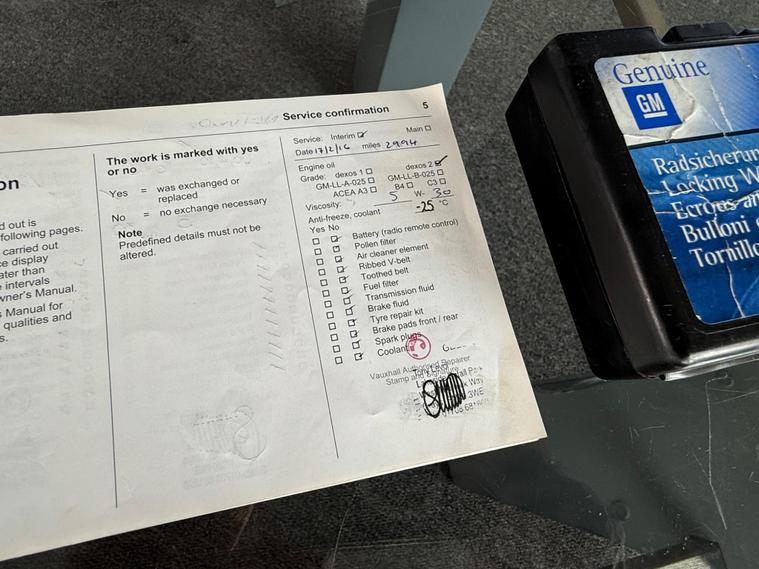 Service confirmation 5
on
d out is
following pages.
carried out
ce display
ater than
e intervals
wner's Manual.
s Manual for
qualities and
s.
The work is marked with yes
or no
Yes = was exchanged or
replaced
No = no exchange necessary
Note
Predefined details must not be
altered.
Service: Interim Main
Date 17/2/16 miles 2994
Engine oil
Grade: dexos 1 dexos 2
GM-LL-A-025 GM-LL-B-025
ACEA A3 B4 C3
Viscosity: 5 W- 30
Anti-freeze, coolant -25 °C
Yes No
Battery (radio remote control)
Pollen filter
Air cleaner element
Ribbed V-belt
Toothed belt
Fuel filter
Transmission fluid
Brake fluid
Tyre repair kit
Brake pads front / rear
Spark plugs
Coolant
Vauxhall Authorised Repairer
Stamp and Signature
Way
3WE
Genuine
GM
Radsicherun
Locking W
Ecrous an
Bulloni
Tornillo